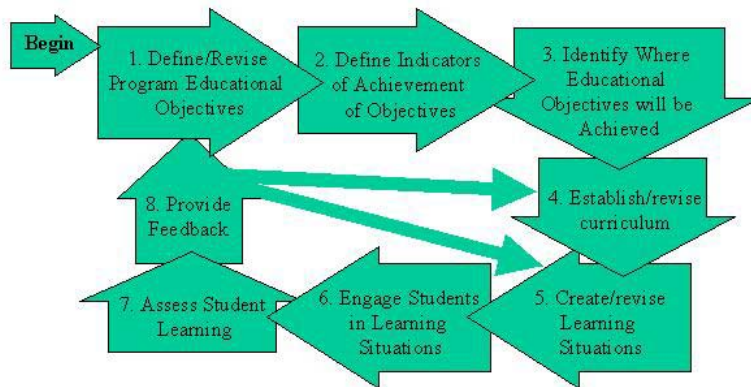 Begin
1. Define/Revise
Program Educational
Objectives
2. Define Indicators
of Achievement
of Objectives
3. Identify Where
Educational
Objectives will be
Achieved
4. Establish/revise
curriculum
5. Create/revise
Learning
Situations
6. Engage Students
in Learning
Situations
7. Assess Student
Learning
8. Provide
Feedback